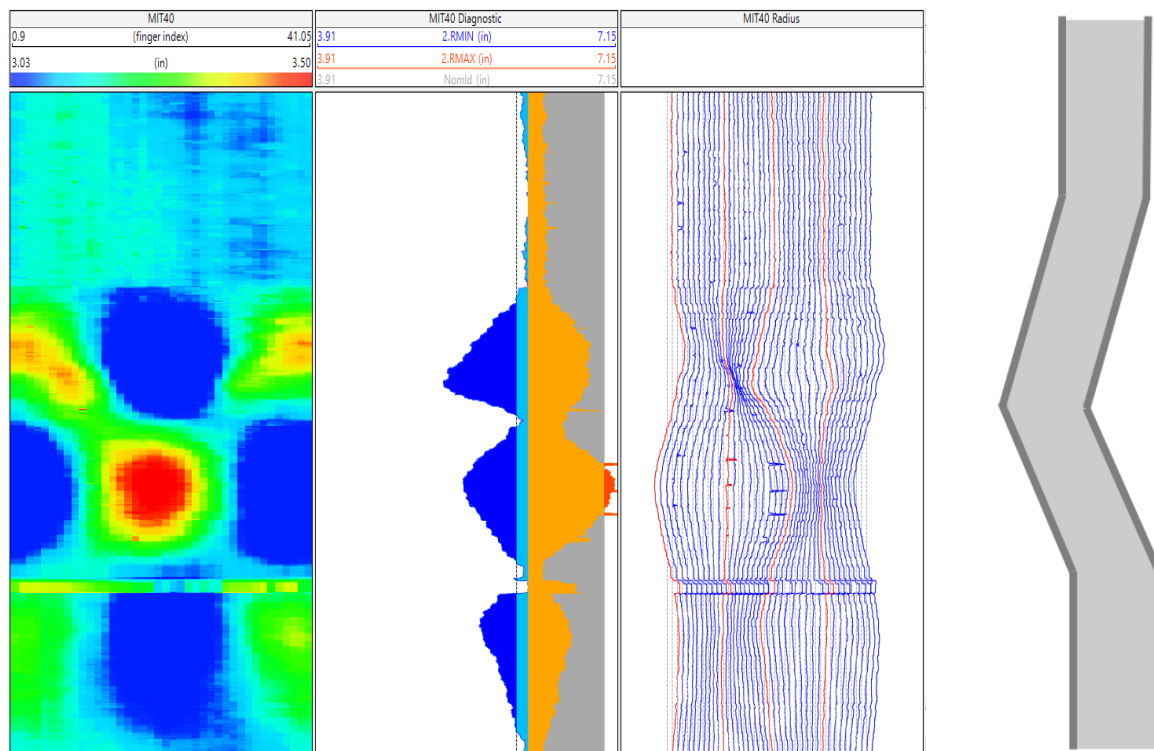 MIT40
0.9 (finger index) 41.05
3.03 (in) 3.50
MIT40 Diagnostic
3.91 2.RMIN (in) 7.15
3.91 2.RMAX (in) 7.15
3.91 NomId (in) 7.15
MIT40 Radius